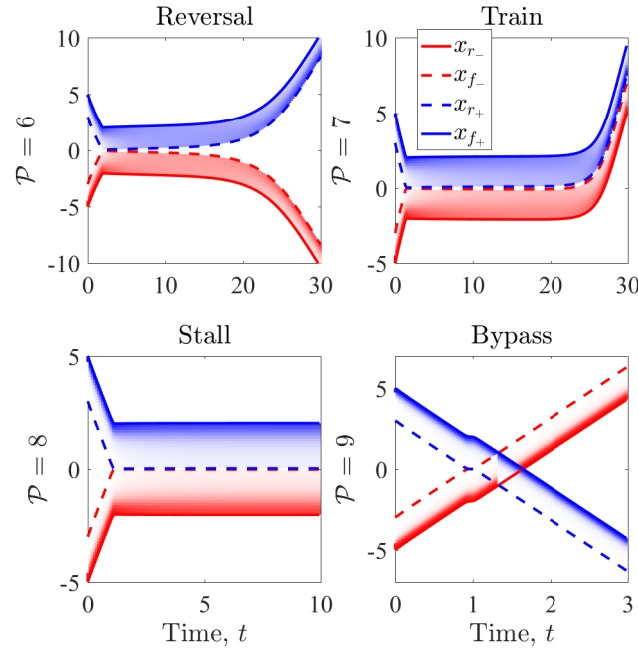 Reversal
Train
10
5
0
-5
-10
0
10
20
30
𝒫 = 6
10
5
0
-5
0
10
20
30
𝒫 = 7
x_{r_-}
x_{f_-}
x_{r_+}
x_{f_+}
Stall
Bypass
5
0
-5
0
5
10
𝒫 = 8
Time, t
5
0
-5
0
1
2
3
𝒫 = 9
Time, t